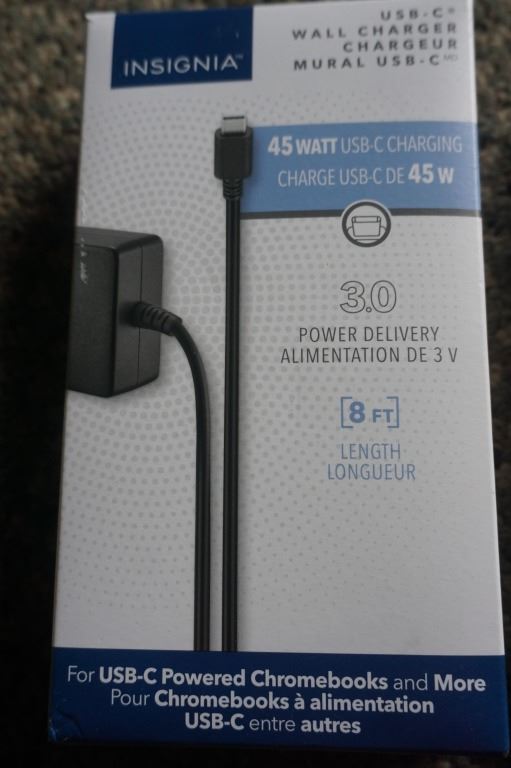 INSIGNIA™
USB-C®
WALL CHARGER
CHARGEUR
MURAL USB-C MD
45 WATT USB-C CHARGING
CHARGE USB-C DE 45 W
3.0
POWER DELIVERY
ALIMENTATION DE 3 V
[8 FT]
LENGTH
LONGUEUR
For USB-C Powered Chromebooks and More
Pour Chromebooks à alimentation
USB-C entre autres